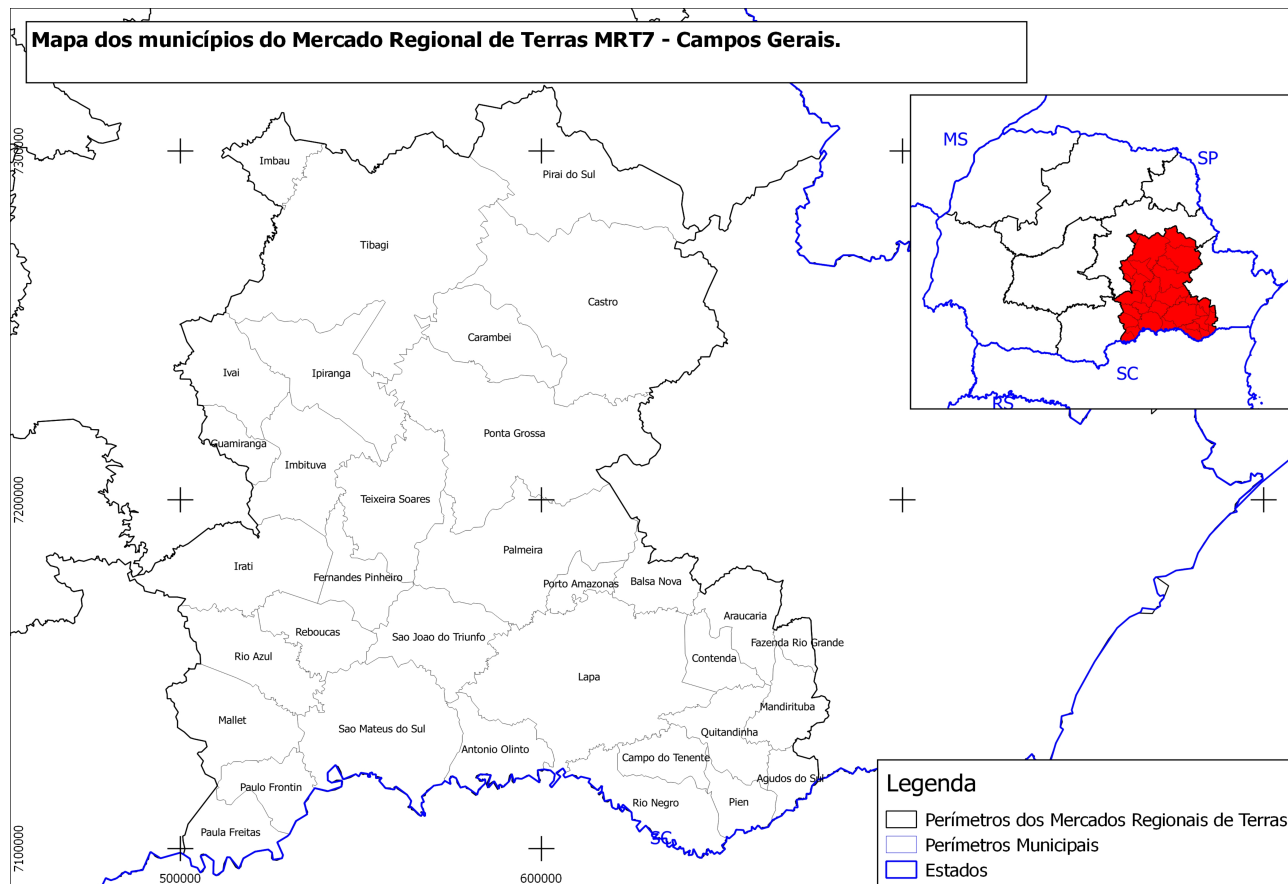 Mapa dos municípios do Mercado Regional de Terras MRT7 - Campos Gerais.
MS
SP
SC
RS
7300000
7200000
7100000
500000
600000
Imbau
Pirai do Sul
Tibagi
Castro
Carambei
Ivai
Ipiranga
Guamiranga
Imbituva
Ponta Grossa
Teixeira Soares
Palmeira
Irati
Fernandes Pinheiro
Porto Amazonas
Balsa Nova
Araucaria
Reboucas
Sao Joao do Triunfo
Fazenda Rio Grande
Rio Azul
Contenda
Lapa
Mallet
Mandirituba
Sao Mateus do Sul
Quitandinha
Antonio Olinto
Campo do Tenente
Agudos do Sul
Paulo Frontin
Rio Negro
Pien
Paula Freitas
SC
Legenda
Perímetros dos Mercados Regionais de Terras
Perímetros Municipais
Estados